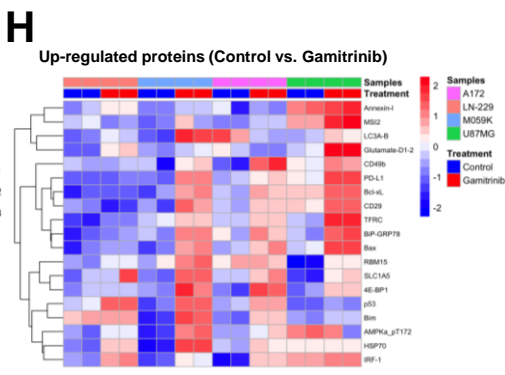 H
Up-regulated proteins (Control vs. Gamitrinib)
Samples
Treatment
Annexin-I
MSI2
LC3A-B
Glutamate-D1-2
CD49b
PD-L1
Bcl-xL
CD29
TFRC
BiP-GRP78
Bax
RBM15
SLC1A5
4E-BP1
p53
Bim
AMPKa_pT172
HSP70
IRF-1
2
1
0
-1
-2
Samples
A172
LN-229
M059K
U87MG
Treatment
Control
Gamitrinib